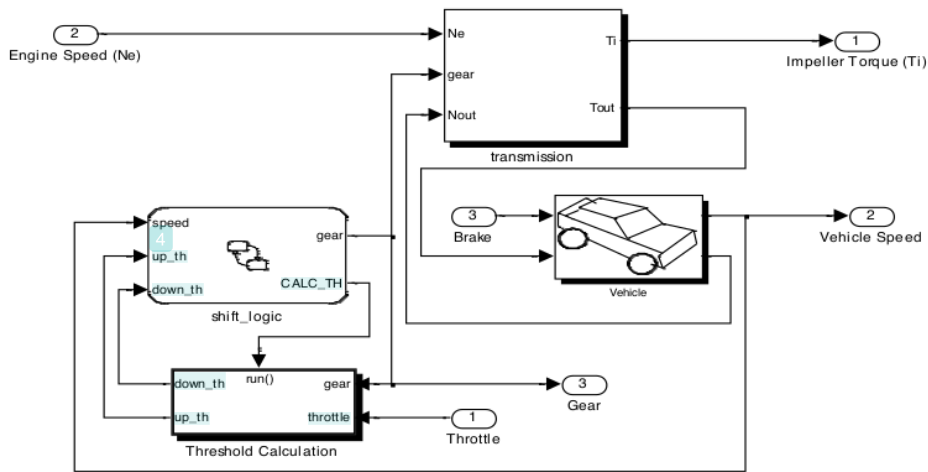 2
Engine Speed (Ne)
Ne
gear
Nout
Ti
Tout
transmission
1
Impeller Torque (Ti)
speed
4
up_th
down_th
gear
CALC_TH
shift_logic
3
Brake
Vehicle
2
Vehicle Speed
run()
down_th
up_th
gear
throttle
Threshold Calculation
3
Gear
1
Throttle